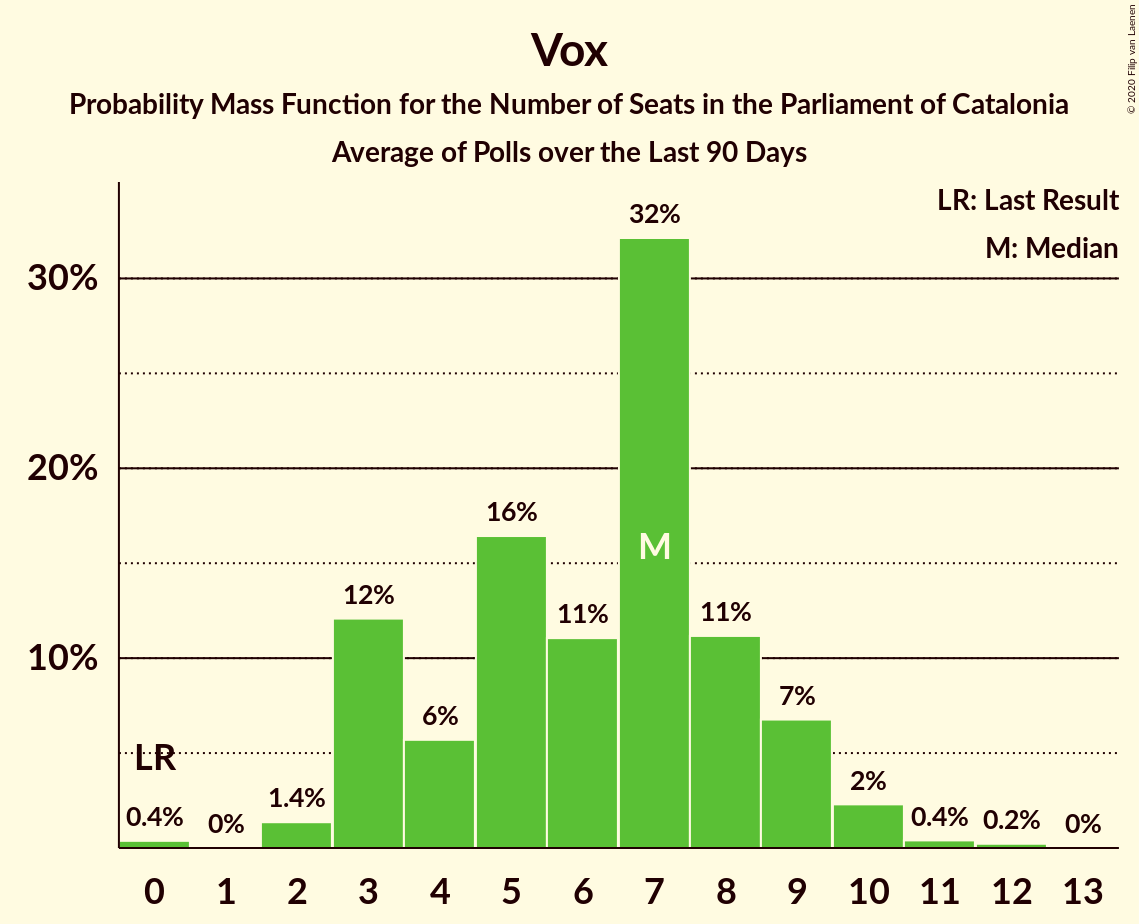 © 2020 Filip van Laenen
Vox
Probability Mass Function for the Number of Seats in the Parliament of Catalonia
Average of Polls over the Last 90 Days
LR: Last Result
M: Median
30%
20%
10%
LR
0.4%
0%
1.4%
12%
6%
16%
11%
32%
M
11%
7%
2%
0.4%
0.2%
0%
0 1 2 3 4 5 6 7 8 9 10 11 12 13